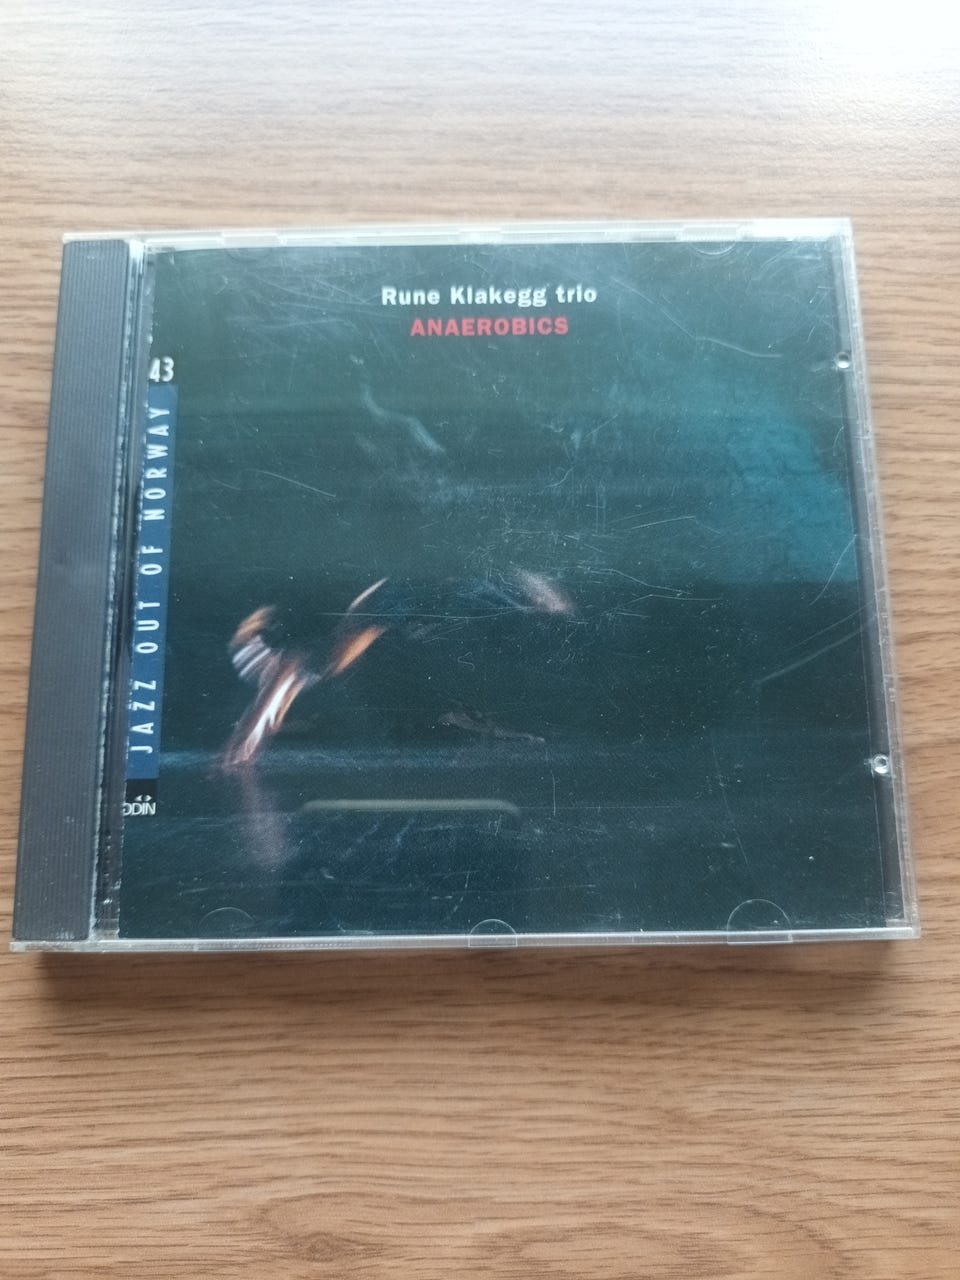 Rune Klakegg trio
ANAEROBICS
43
JAZZ OUT OF NORWAY
ODIN